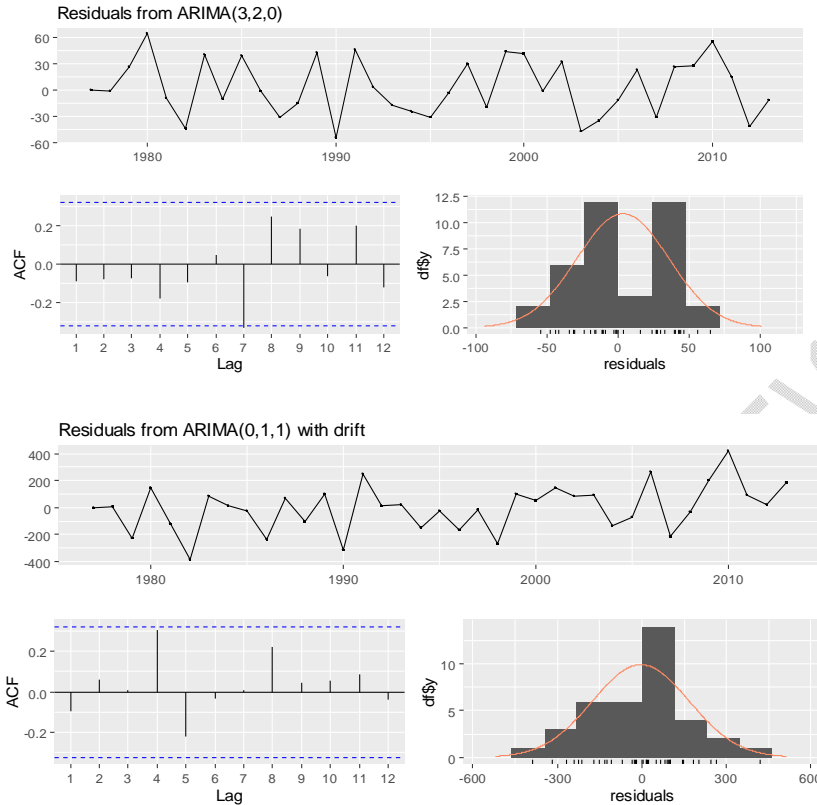 Residuals from ARIMA(3,2,0)
60
30
0
-30
-60
1980 1990 2000 2010
ACF
0.2
0.0
-0.2
1 2 3 4 5 6 7 8 9 10 11 12
Lag
df$y
12.5
10.0
7.5
5.0
2.5
0.0
-100 -50 0 50 100
residuals
Residuals from ARIMA(0,1,1) with drift
400
200
0
-200
-400
1980 1990 2000 2010
ACF
0.2
0.0
-0.2
1 2 3 4 5 6 7 8 9 10 11 12
Lag
df$y
10
5
0
-600 -300 0 300 600
residuals